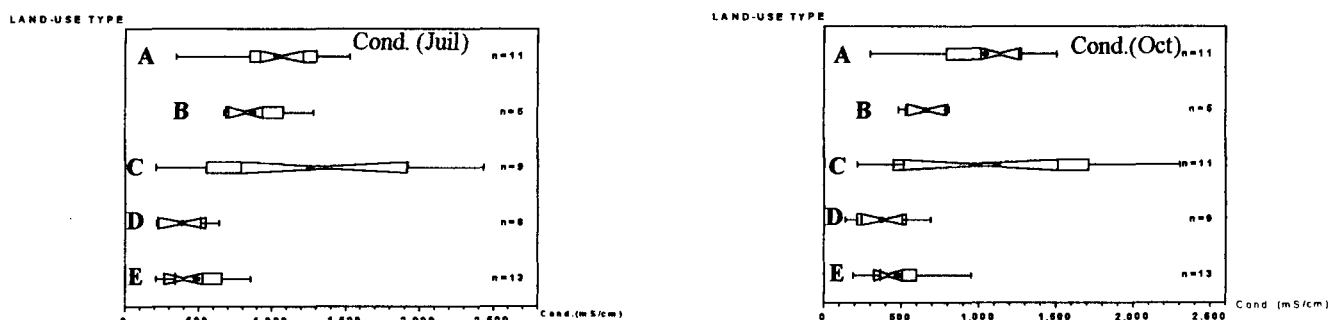 LAND-USE TYPE
Cond. (Juil)
A
n=11
B
n=5
C
n=9
D
n=8
E
n=13
0 500 1.000 1.500 2.000 2.500 Cond.(mS/cm)
LAND-USE TYPE
Cond.(Oct)
A
n=11
B
n=5
C
n=11
D
n=9
E
n=13
0 500 1.000 1.500 2.000 2.500 Cond (mS/cm)